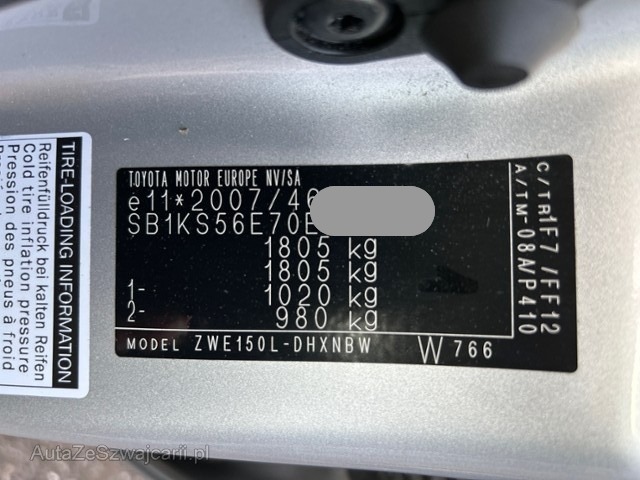 TIRE-LOADING INFORMATION
Reifenfülldruck bei kalten Reifen
Cold tire inflation pressure
Pression des pneus à froid
TOYOTA MOTOR EUROPE NV/SA
e11*2007/46
SB1KS56E70E
1805 kg
1805 kg
1- 1020 kg
2- 980 kg
MODEL ZWE150L-DHXNBW W 766
C/TR 1F7 /FF12
A/TM-08A/P410
AutaZeSzwajcarii.pl